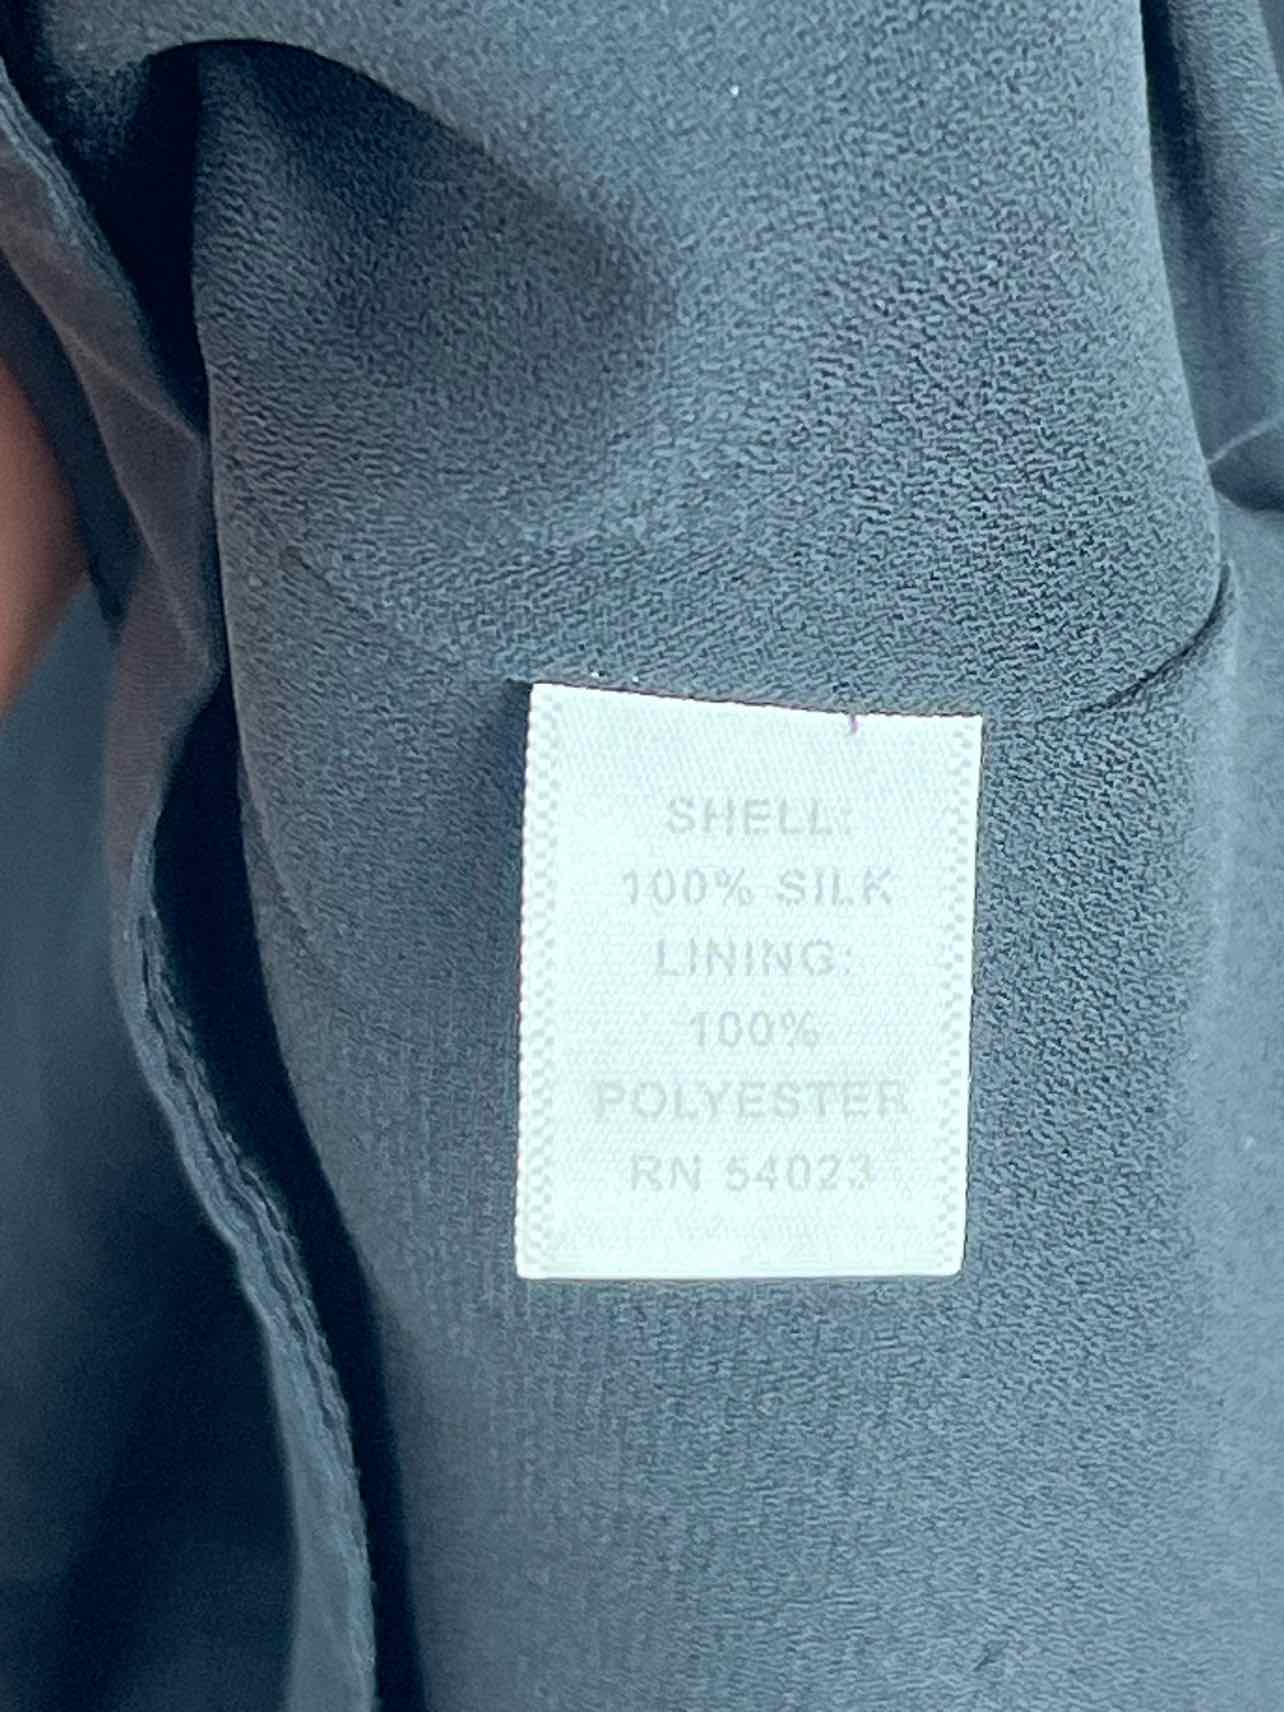 SHELL:
100% SILK
LINING:
100%
POLYESTER
RN 54023